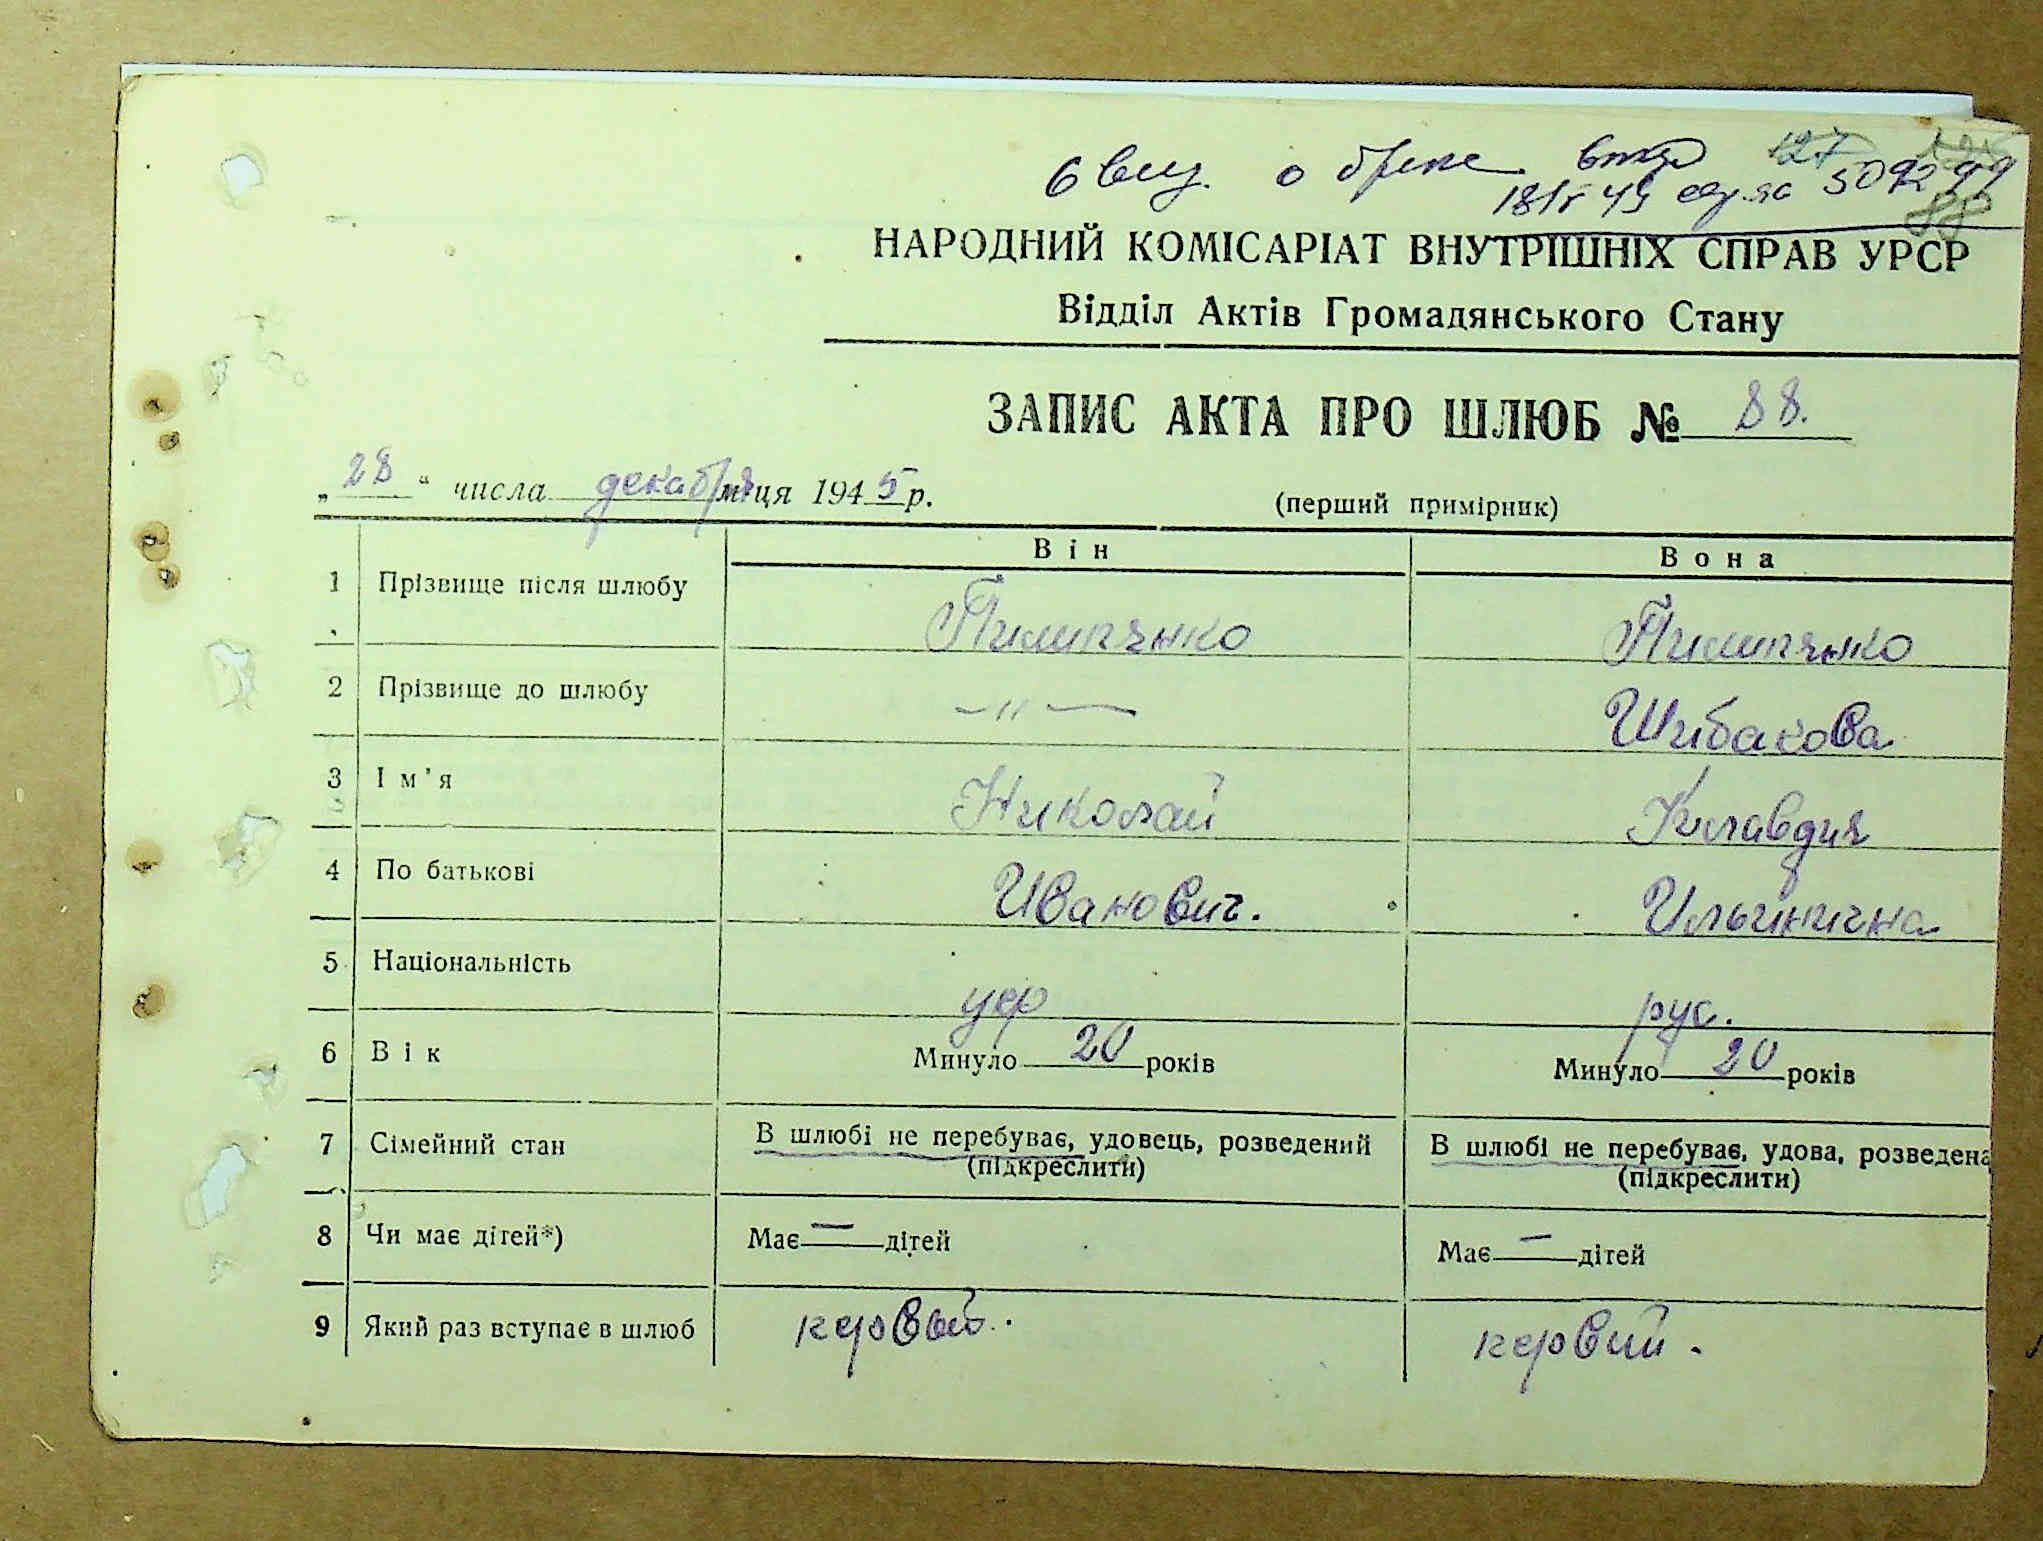 о браке
НАРОДНИЙ КОМІСАРІАТ ВНУТРІШНІХ СПРАВ УРСР
Відділ Актів Громадянського Стану
ЗАПИС АКТА ПРО ШЛЮБ № 88.
„28“ числа декабря м-ця 1945 р.
(перший примірник)
Він Вона
1 Прізвище після шлюбу Пилипенко Пилипенко
2 Прізвище до шлюбу —〃— Шибакова
3 Ім'я Николай Клавдия
4 По батькові Иванович. Ильинична
5 Національність укр рус.
6 Вік Минуло 20 років Минуло 20 років
7 Сімейний стан В шлюбі не перебуває, удовець, розведений В шлюбі не перебуває, удова, розведена
(підкреслити) (підкреслити)
8 Чи має дітей*) Має — дітей Має — дітей
9 Який раз вступає в шлюб первый. первый.